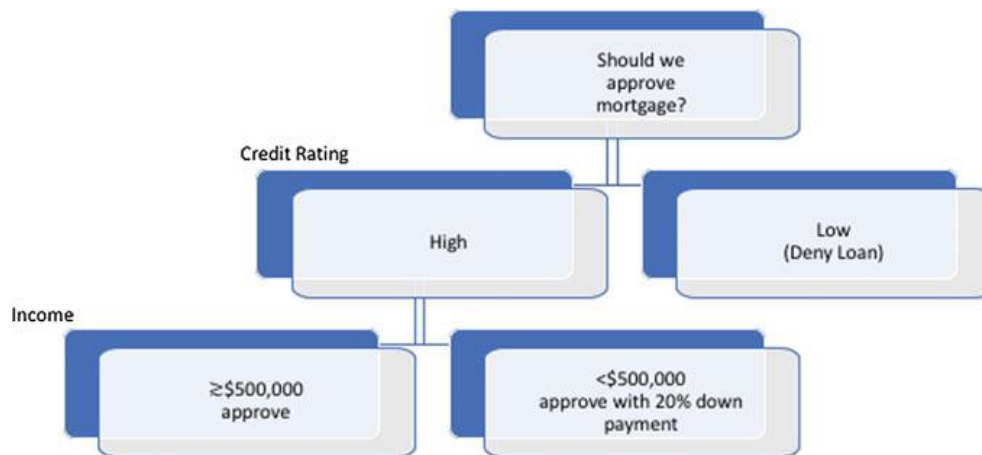 Should we
approve
mortgage?
Credit Rating
High
Low
(Deny Loan)
Income
≥$500,000
approve
<$500,000
approve with 20% down
payment